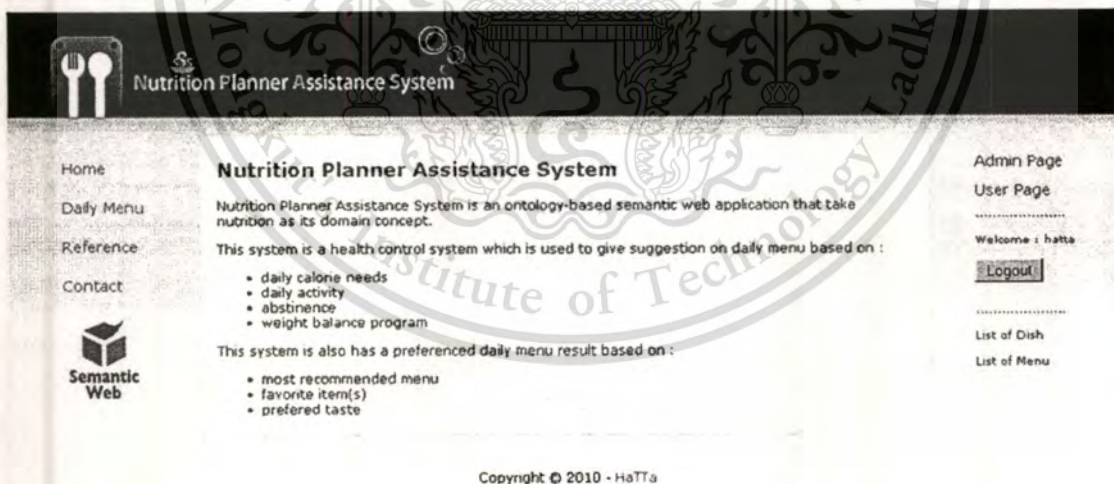 Nutrition Planner Assistance System
Home
Daily Menu
Reference
Contact
Semantic
Web
Nutrition Planner Assistance System
Nutrition Planner Assistance System is an ontology-based semantic web application that take
nutrition as its domain concept.
This system is a health control system which is used to give suggestion on daily menu based on :
• daily calorie needs
• daily activity
• abstinence
• weight balance program
This system is also has a preferenced daily menu result based on :
• most recommended menu
• favorite item(s)
• prefered taste
Admin Page
User Page
Welcome : hatta
Logout
List of Dish
List of Menu
Copyright © 2010 - HaTTa
Institute of Technology Ladk